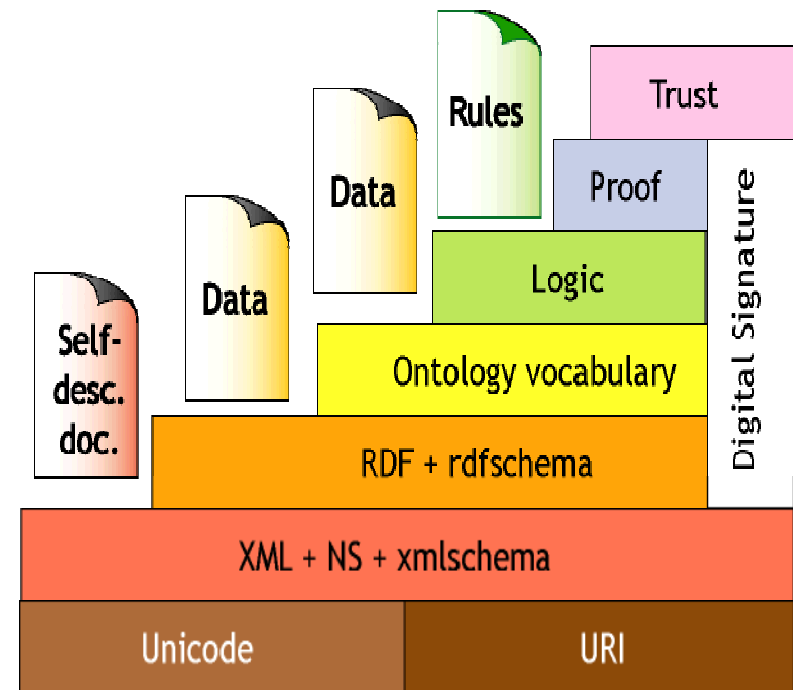 Rules
Trust
Data
Proof
Data
Logic
Self-
desc.
doc.
Ontology vocabulary
Digital Signature
RDF + rdfschema
XML + NS + xmlschema
Unicode
URI